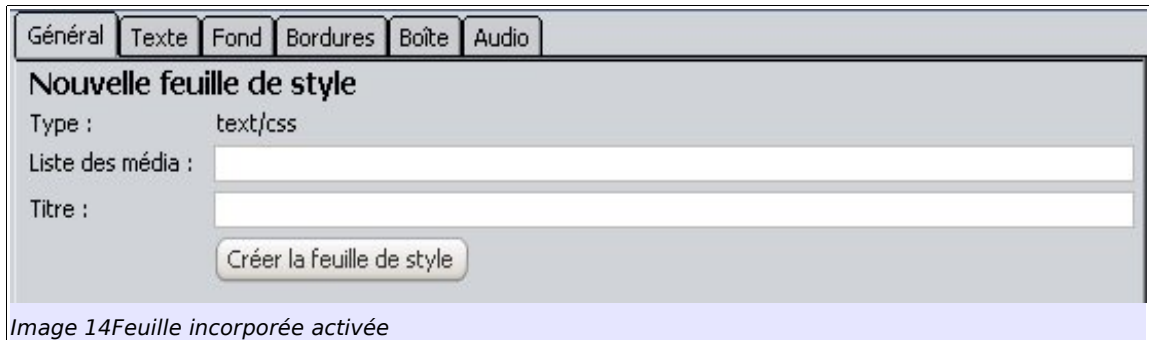 Général Texte Fond Bordures Boîte Audio
Nouvelle feuille de style
Type : text/css
Liste des média :
Titre :
Créer la feuille de style
Image 14Feuille incorporée activée